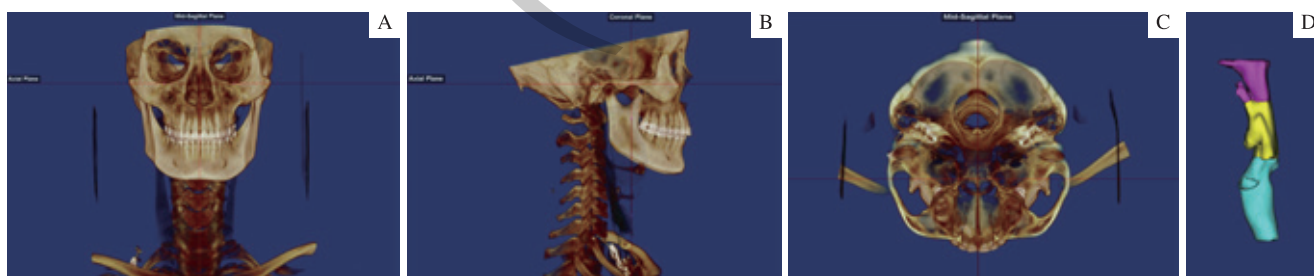 Mid-Sagittal Plane
A
Axial Plane
Coronal Plane
B
Axial Plane
Mid-Sagittal Plane
C
D